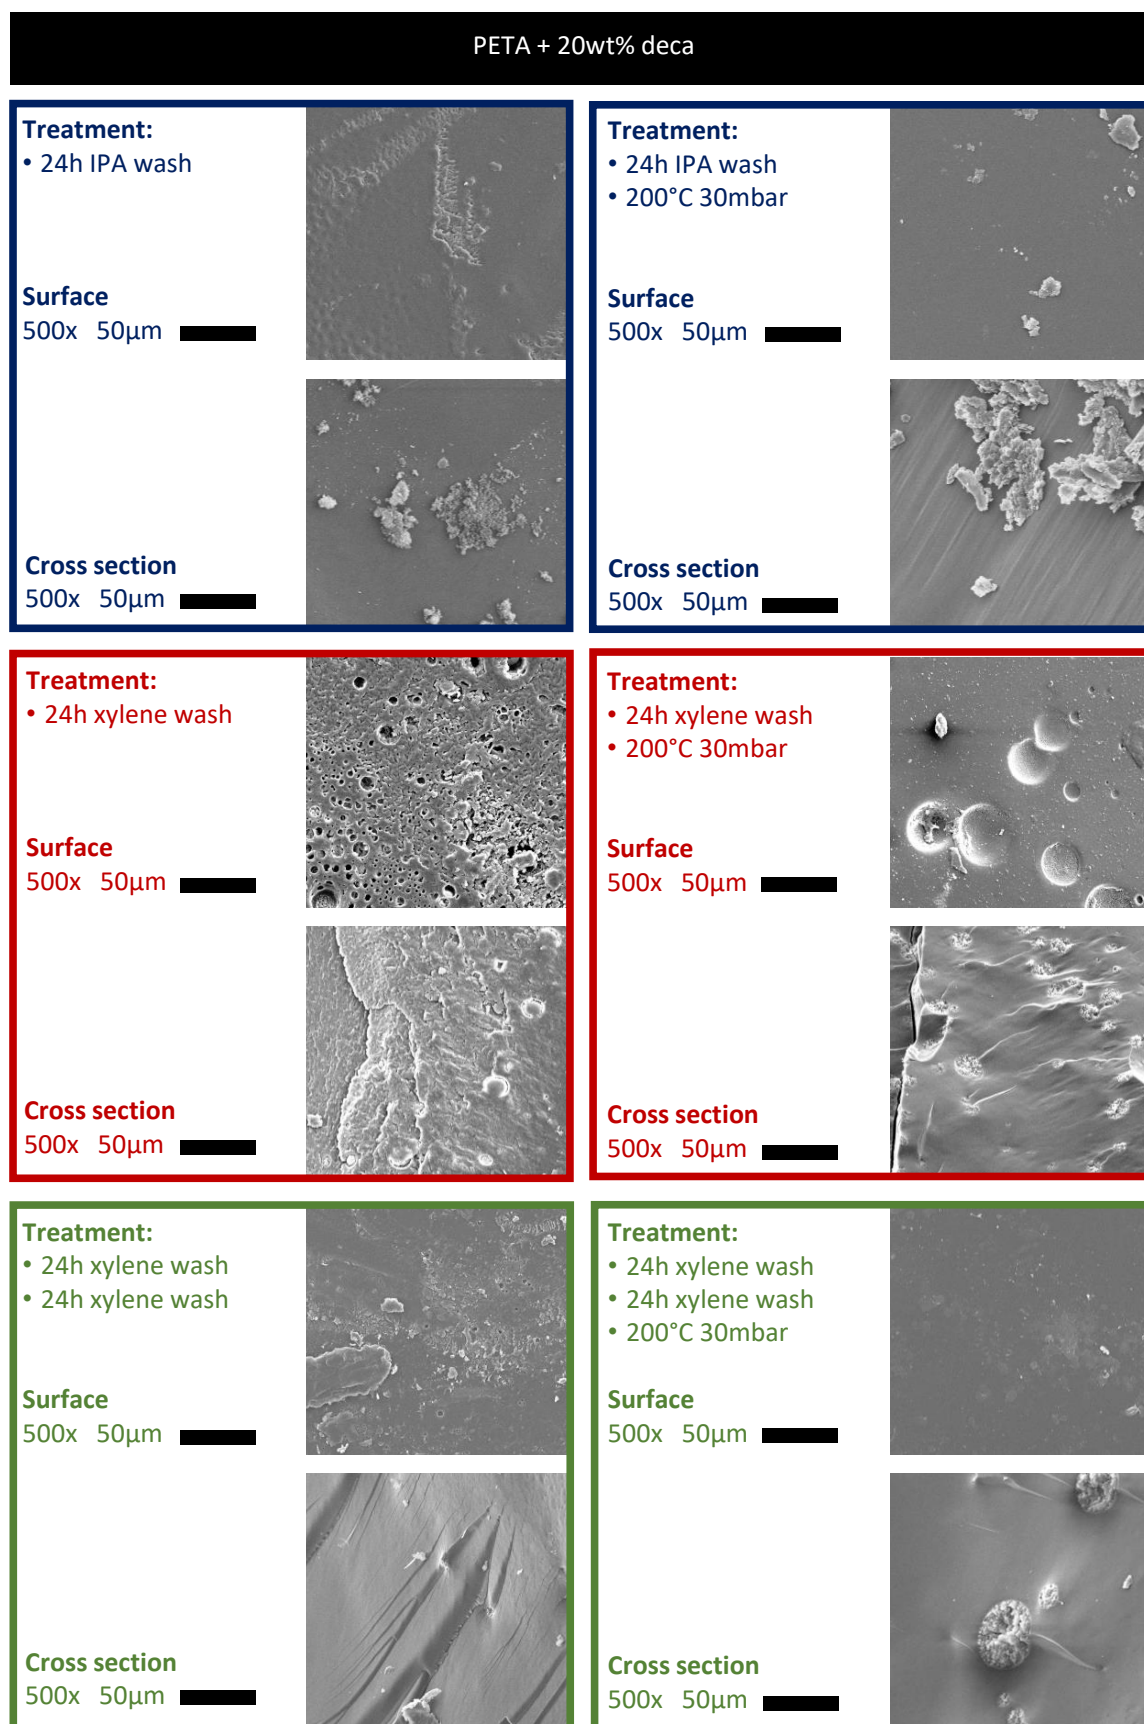 PETA + 20wt% deca
Treatment:
• 24h IPA wash
Surface
500x 50µm
Cross section
500x 50µm
Treatment:
• 24h IPA wash
• 200°C 30mbar
Surface
500x 50µm
Cross section
500x 50µm
Treatment:
• 24h xylene wash
Surface
500x 50µm
Cross section
500x 50µm
Treatment:
• 24h xylene wash
• 200°C 30mbar
Surface
500x 50µm
Cross section
500x 50µm
Treatment:
• 24h xylene wash
• 24h xylene wash
Surface
500x 50µm
Cross section
500x 50µm
Treatment:
• 24h xylene wash
• 24h xylene wash
• 200°C 30mbar
Surface
500x 50µm
Cross section
500x 50µm